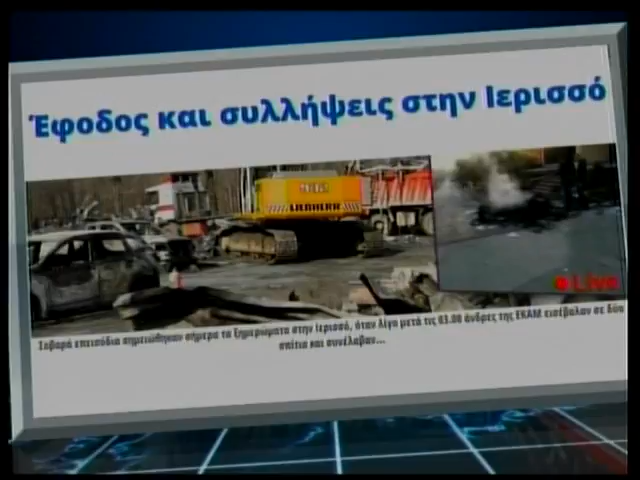 Έφοδος και συλλήψεις στην Ιερισσό
LIEBHERR
Live
Σοβαρά επεισόδια σημειώθηκαν σήμερα τα ξημερώματα στην Ιερισσό, όταν λίγο μετά τις 03.00 άνδρες της ΕΚΑΜ εισέβαλαν σε δύο
σπίτια και συνέλαβαν...